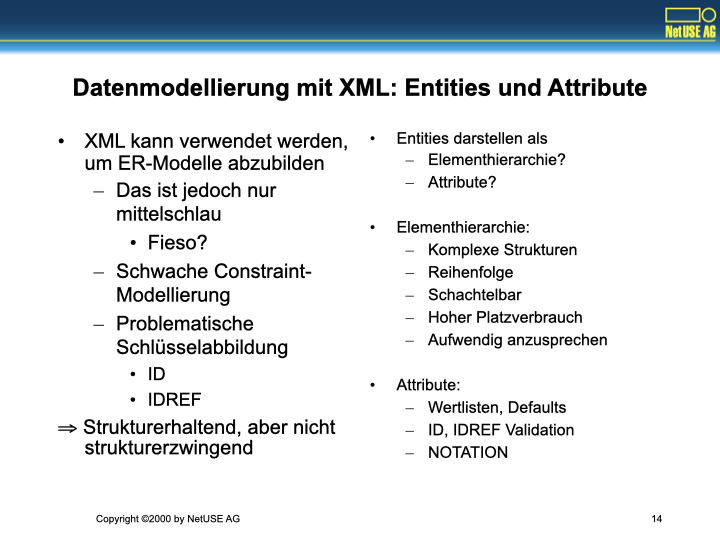 NetUSE AG
Datenmodellierung mit XML: Entities und Attribute
• XML kann verwendet werden,
um ER-Modelle abzubilden
– Das ist jedoch nur
mittelschlau
• Fieso?
– Schwache Constraint-
Modellierung
– Problematische
Schlüsselabbildung
• ID
• IDREF
⇒ Strukturerhaltend, aber nicht
strukturerzwingend
• Entities darstellen als
– Elementhierarchie?
– Attribute?
• Elementhierarchie:
– Komplexe Strukturen
– Reihenfolge
– Schachtelbar
– Hoher Platzverbrauch
– Aufwendig anzusprechen
• Attribute:
– Wertlisten, Defaults
– ID, IDREF Validation
– NOTATION
Copyright ©2000 by NetUSE AG
14